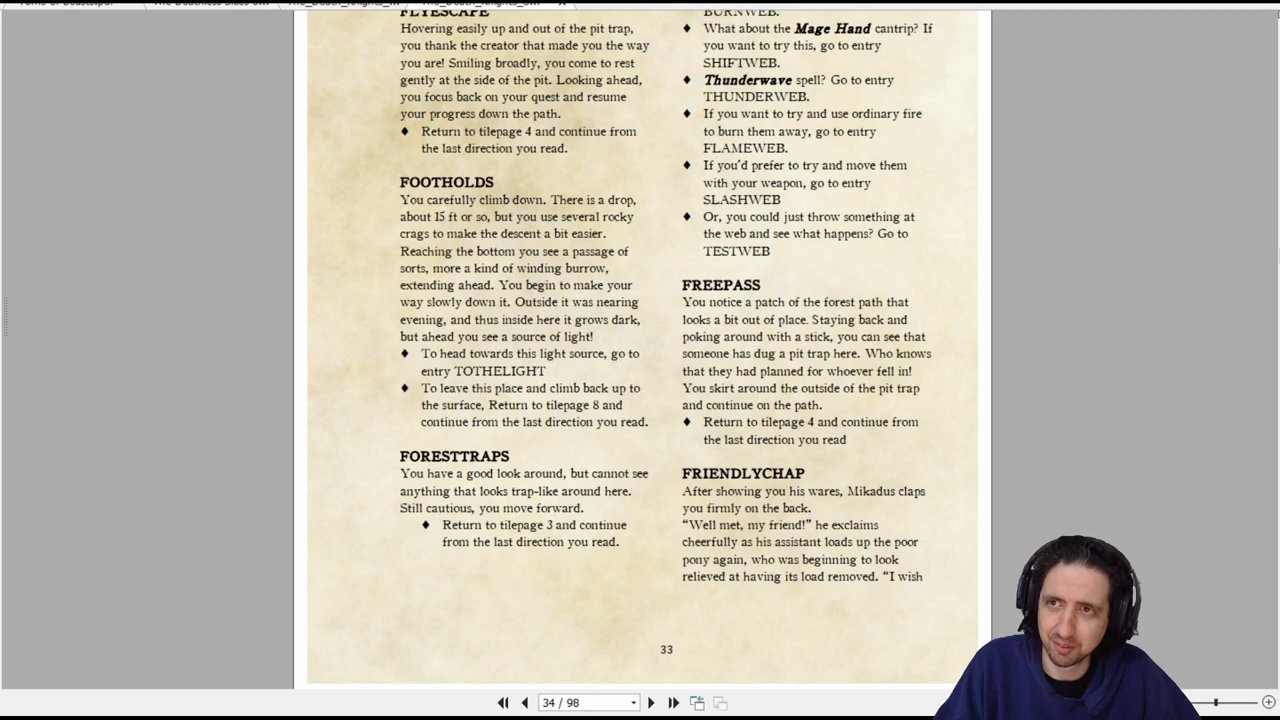 The Deathless Skies 0...
The_Death_Knights_...
The_Death_Knights_S...
FLYESCAPE
Hovering easily up and out of the pit trap,
you thank the creator that made you the way
you are! Smiling broadly, you come to rest
gently at the side of the pit. Looking ahead,
you focus back on your quest and resume
your progress down the path.
♦ Return to tilepage 4 and continue from
the last direction you read.
FOOTHOLDS
You carefully climb down. There is a drop,
about 15 ft or so, but you use several rocky
crags to make the descent a bit easier.
Reaching the bottom you see a passage of
sorts, more a kind of winding burrow,
extending ahead. You begin to make your
way slowly down it. Outside it was nearing
evening, and thus inside here it grows dark,
but ahead you see a source of light!
♦ To head towards this light source, go to
entry TOTHELIGHT
♦ To leave this place and climb back up to
the surface, Return to tilepage 8 and
continue from the last direction you read.
FORESTTRAPS
You have a good look around, but cannot see
anything that looks trap-like around here.
Still cautious, you move forward.
♦ Return to tilepage 3 and continue
from the last direction you read.
BURNWEB.
♦ What about the Mage Hand cantrip? If
you want to try this, go to entry
SHIFTWEB.
♦ Thunderwave spell? Go to entry
THUNDERWEB.
♦ If you want to try and use ordinary fire
to burn them away, go to entry
FLAMEWEB.
♦ If you'd prefer to try and move them
with your weapon, go to entry
SLASHWEB
♦ Or, you could just throw something at
the web and see what happens? Go to
TESTWEB
FREEPASS
You notice a patch of the forest path that
looks a bit out of place. Staying back and
poking around with a stick, you can see that
someone has dug a pit trap here. Who knows
that they had planned for whoever fell in!
You skirt around the outside of the pit trap
and continue on the path.
♦ Return to tilepage 4 and continue from
the last direction you read
FRIENDLYCHAP
After showing you his wares, Mikadus claps
you firmly on the back.
“Well met, my friend!” he exclaims
cheerfully as his assistant loads up the poor
pony again, who was beginning to look
relieved at having its load removed. “I wish
33
34 / 98